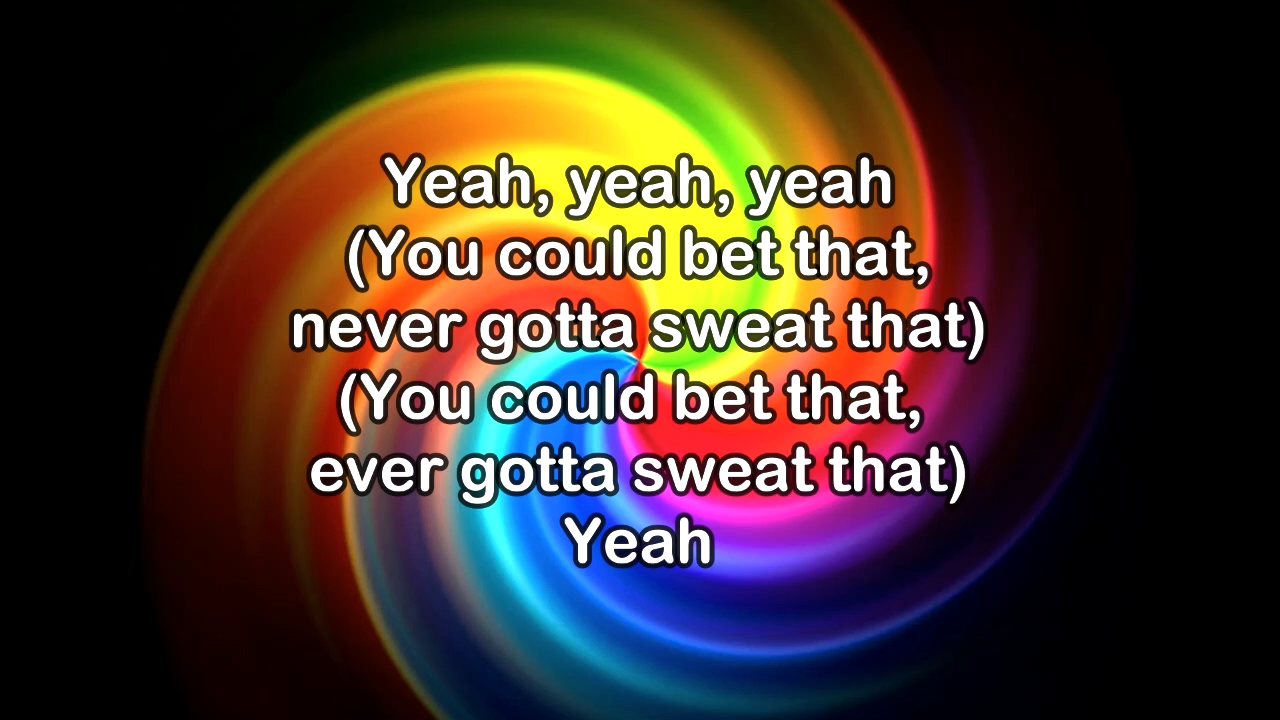 Yeah, yeah, yeah
(You could bet that,
never gotta sweat that)
(You could bet that,
ever gotta sweat that)
Yeah